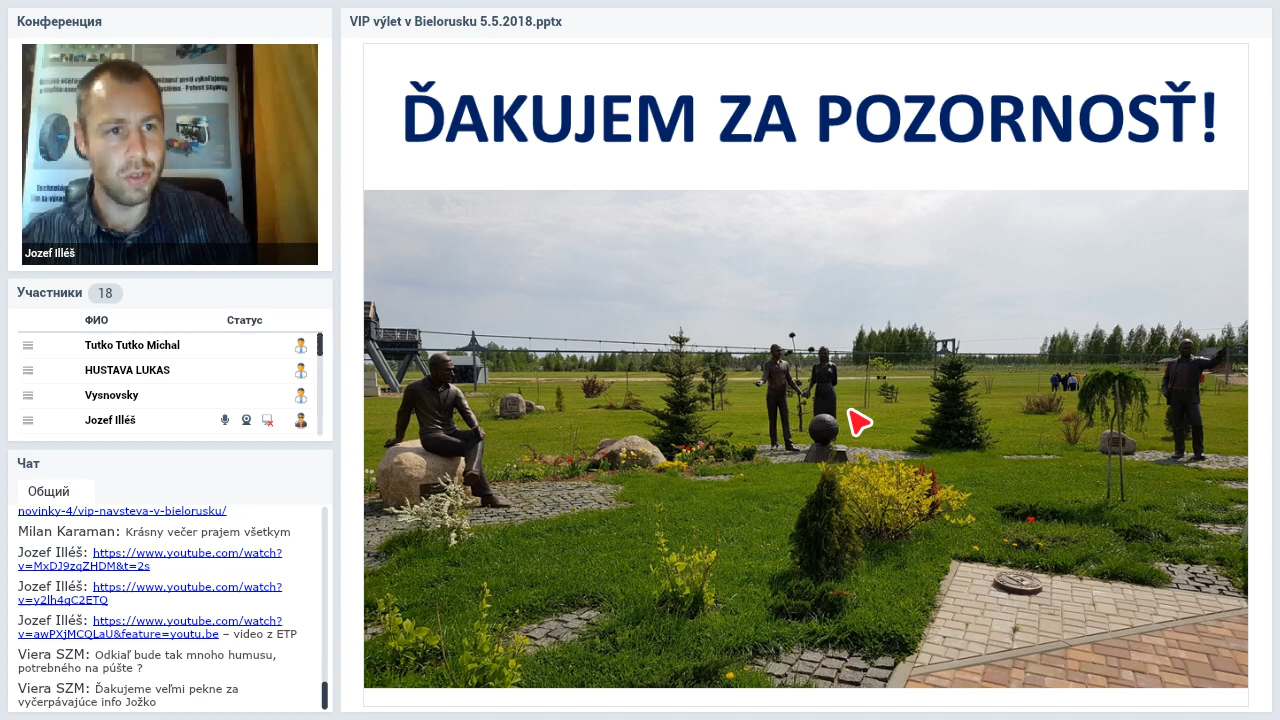 Конференция
Jozef Illéš
Участники 18
ФИО Статус
Tutko Tutko Michal
HUSTAVA LUKAS
Vysnovsky
Jozef Illéš
Чат
Общий
novinky-4/vip-navsteva-v-bielorusku/
Milan Karaman: Krásny večer prajem všetkym
Jozef Illéš: https://www.youtube.com/watch?
v=MxDJ9zqZHDM&t=2s
Jozef Illéš: https://www.youtube.com/watch?
v=y2lh4qC2ETQ
Jozef Illéš: https://www.youtube.com/watch?
v=awPXjMCQLaU&feature=youtu.be – video z ETP
Viera SZM: Odkiaľ bude tak mnoho humusu,
potrebného na púšte ?
Viera SZM: Ďakujeme veľmi pekne za
vyčerpávajúce info Jožko
VIP výlet v Bielorusku 5.5.2018.pptx
ĎAKUJEM ZA POZORNOSŤ!